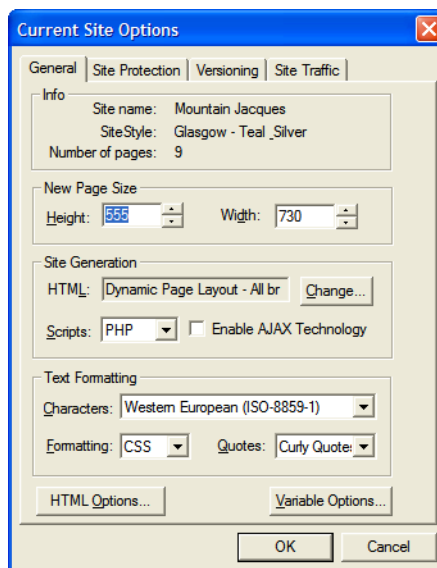 Current Site Options
General Site Protection Versioning Site Traffic
Info
Site name: Mountain Jacques
SiteStyle: Glasgow - Teal _Silver
Number of pages: 9
New Page Size
Height: 555 Width: 730
Site Generation
HTML: Dynamic Page Layout - All br Change...
Scripts: PHP Enable AJAX Technology
Text Formatting
Characters: Western European (ISO-8859-1)
Formatting: CSS Quotes: Curly Quote:
HTML Options... Variable Options...
OK Cancel